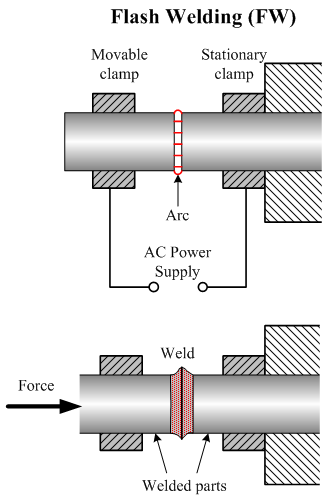 Flash Welding (FW)
Movable
clamp
Stationary
clamp
Arc
AC Power
Supply
Weld
Force
Welded parts